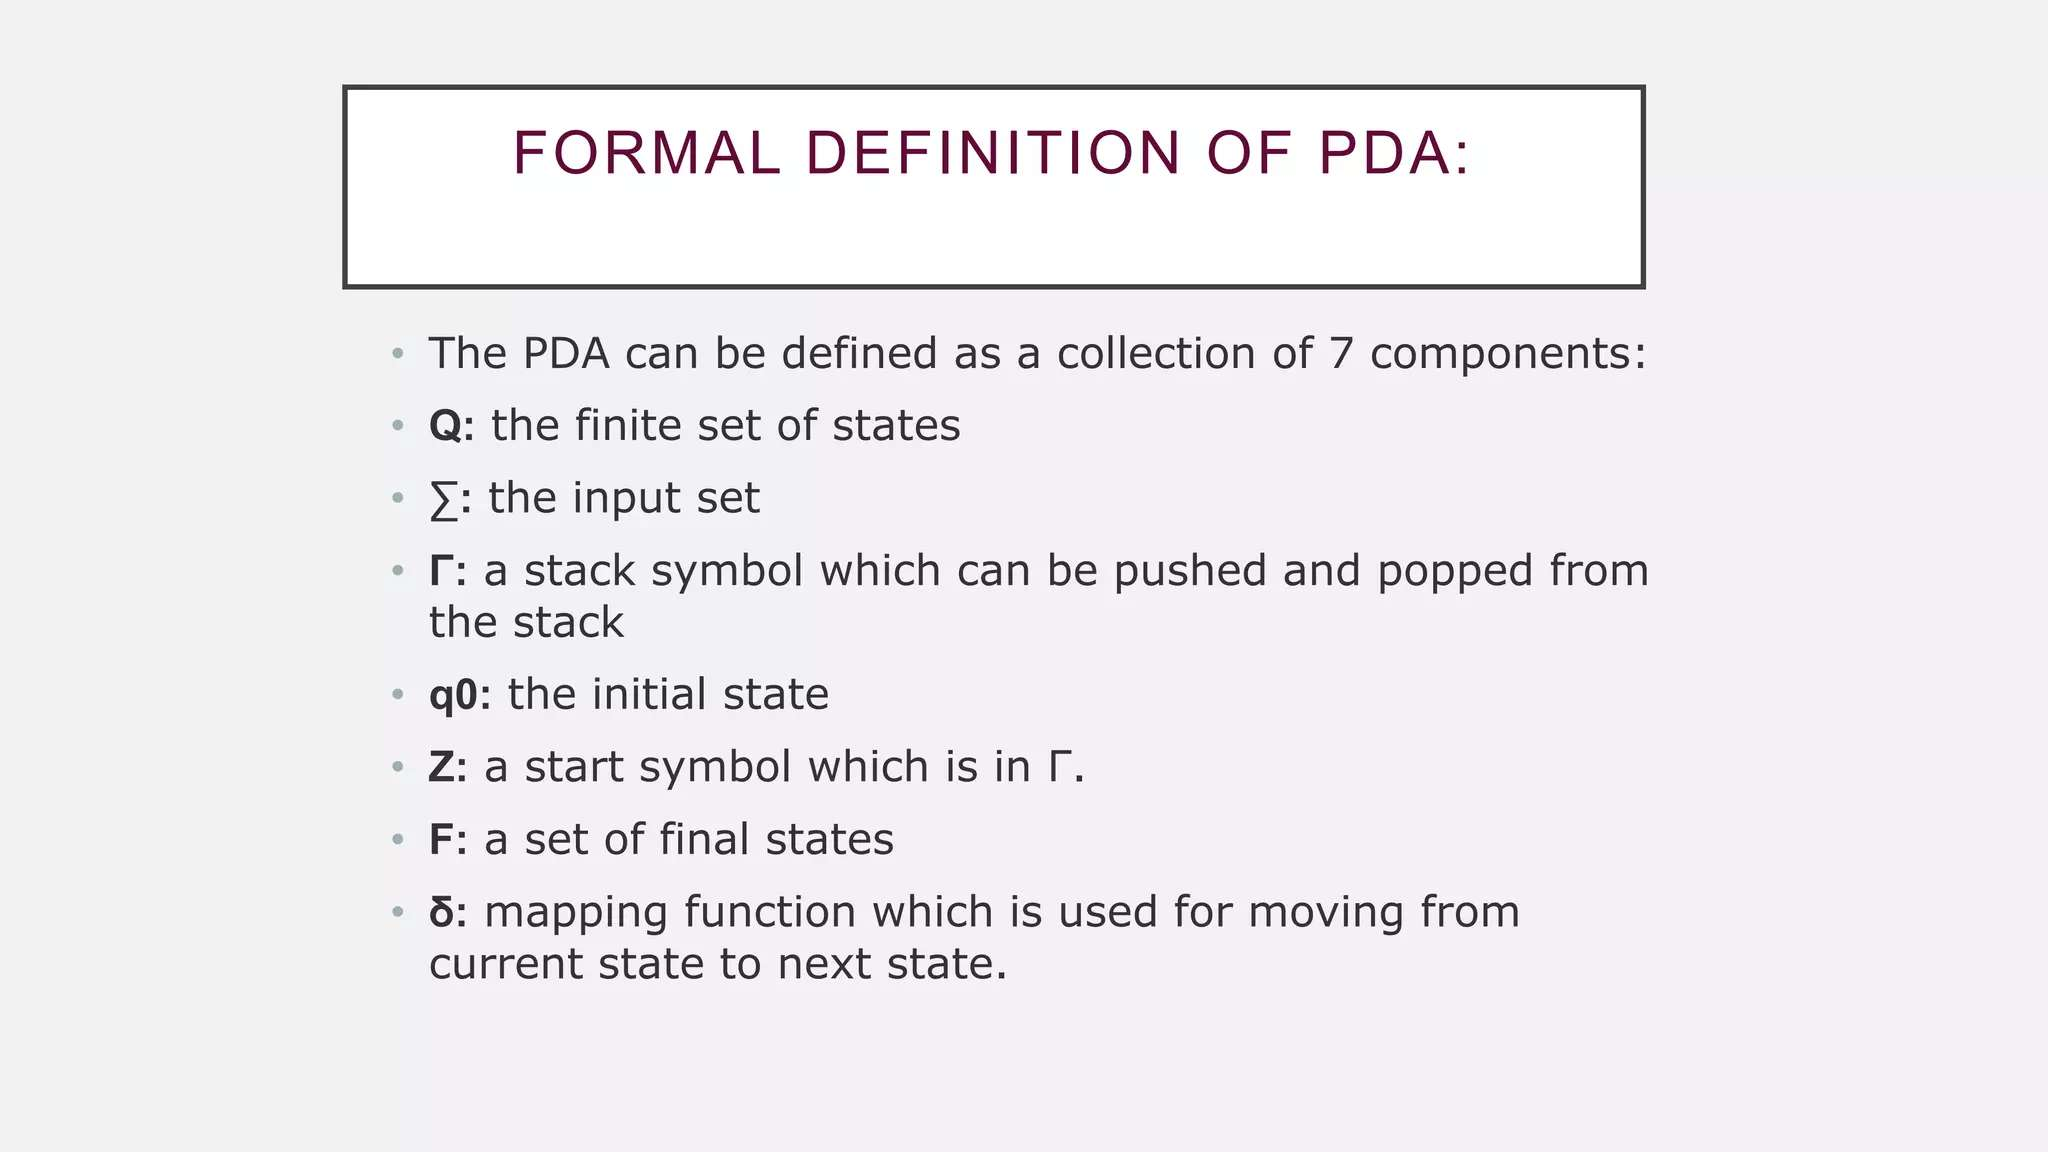 FORMAL DEFINITION OF PDA:
• The PDA can be defined as a collection of 7 components:
• Q: the finite set of states
• ∑: the input set
• Γ: a stack symbol which can be pushed and popped from
the stack
• q0: the initial state
• Z: a start symbol which is in Γ.
• F: a set of final states
• δ: mapping function which is used for moving from
current state to next state.